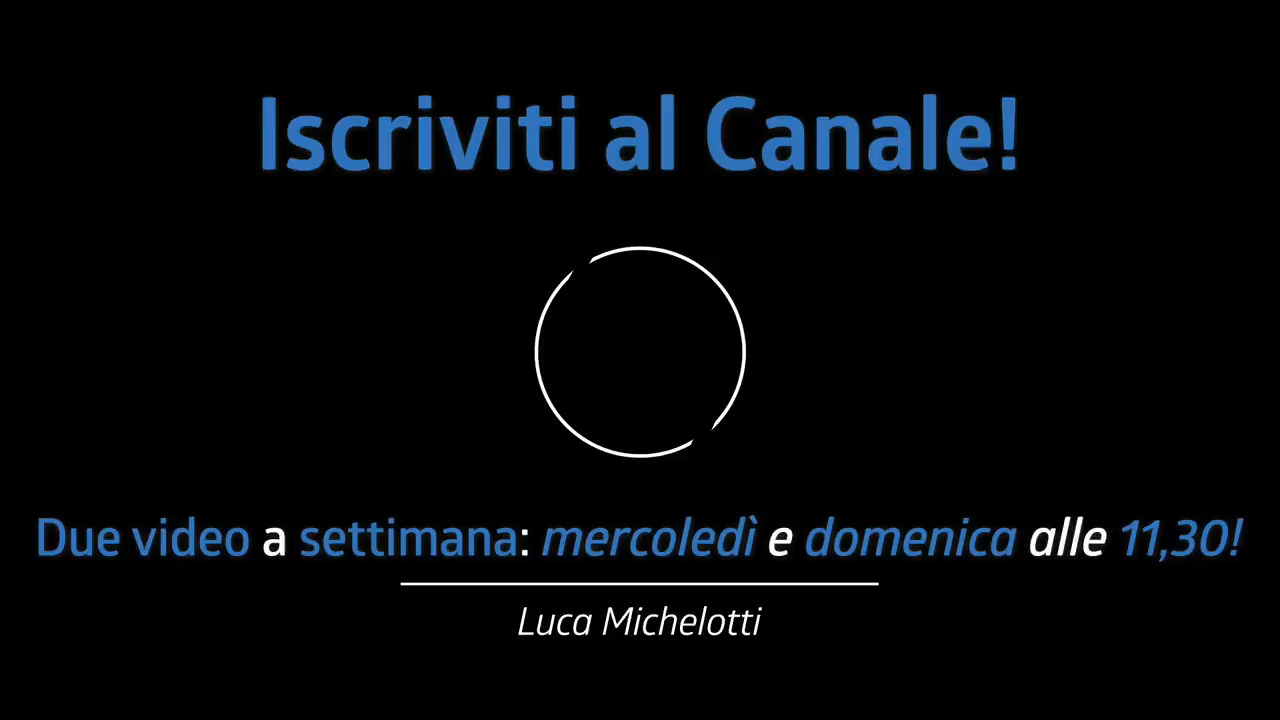 Iscriviti al Canale!
Due video a settimana: mercoledì e domenica alle 11,30!
Luca Michelotti